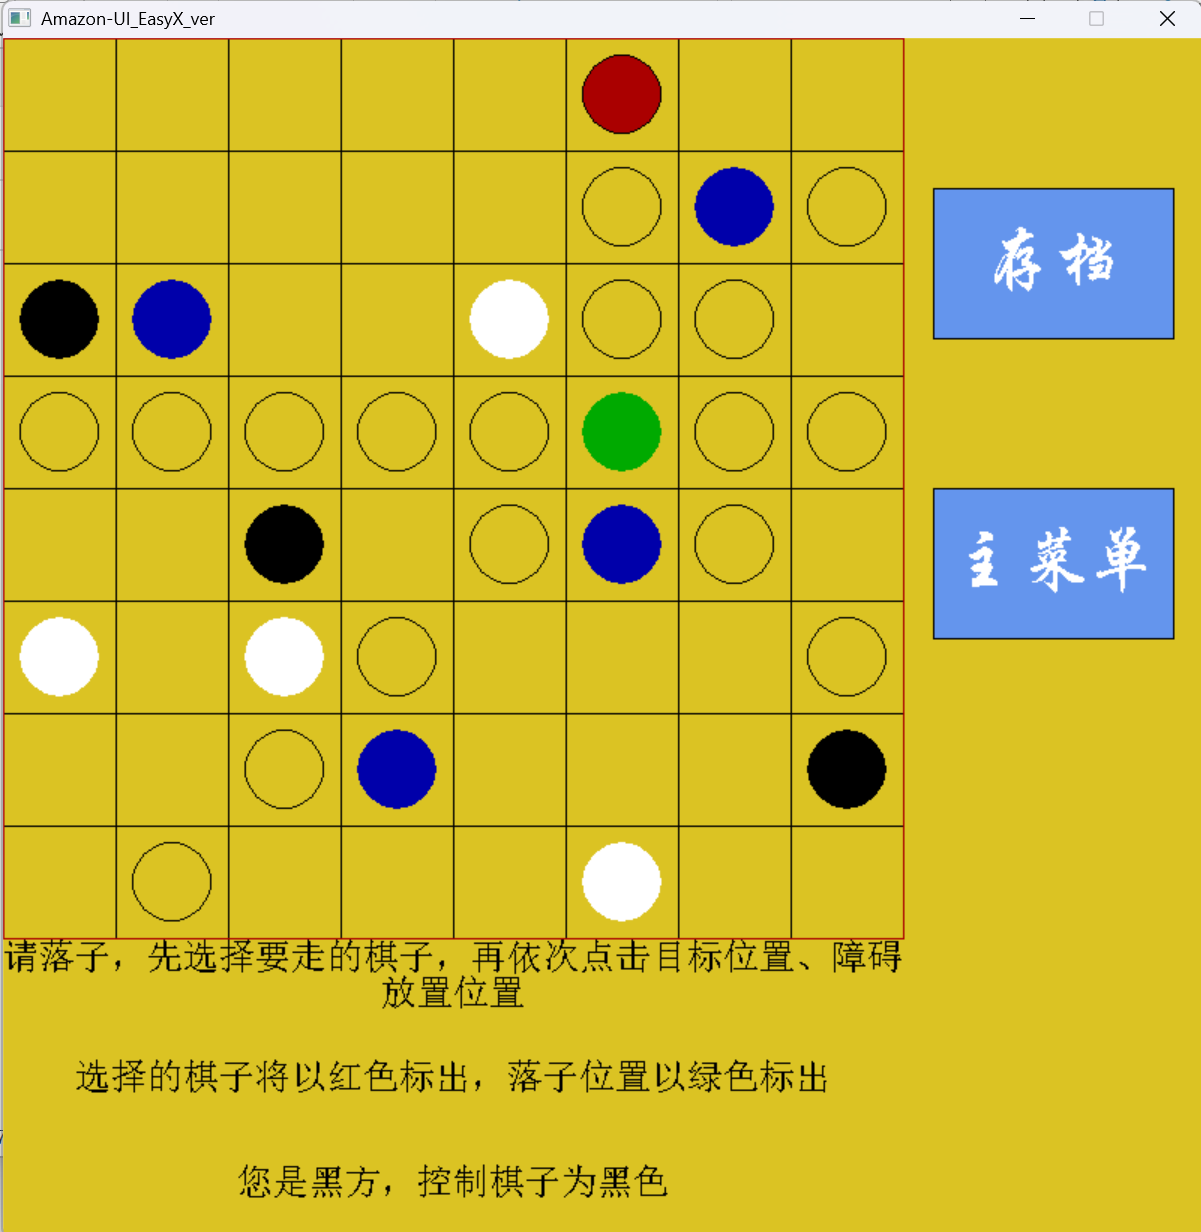 Amazon-UI_EasyX_ver
存档
主菜单
请落子，先选择要走的棋子，再依次点击目标位置、障碍
放置位置
选择的棋子将以红色标出，落子位置以绿色标出
您是黑方，控制棋子为黑色